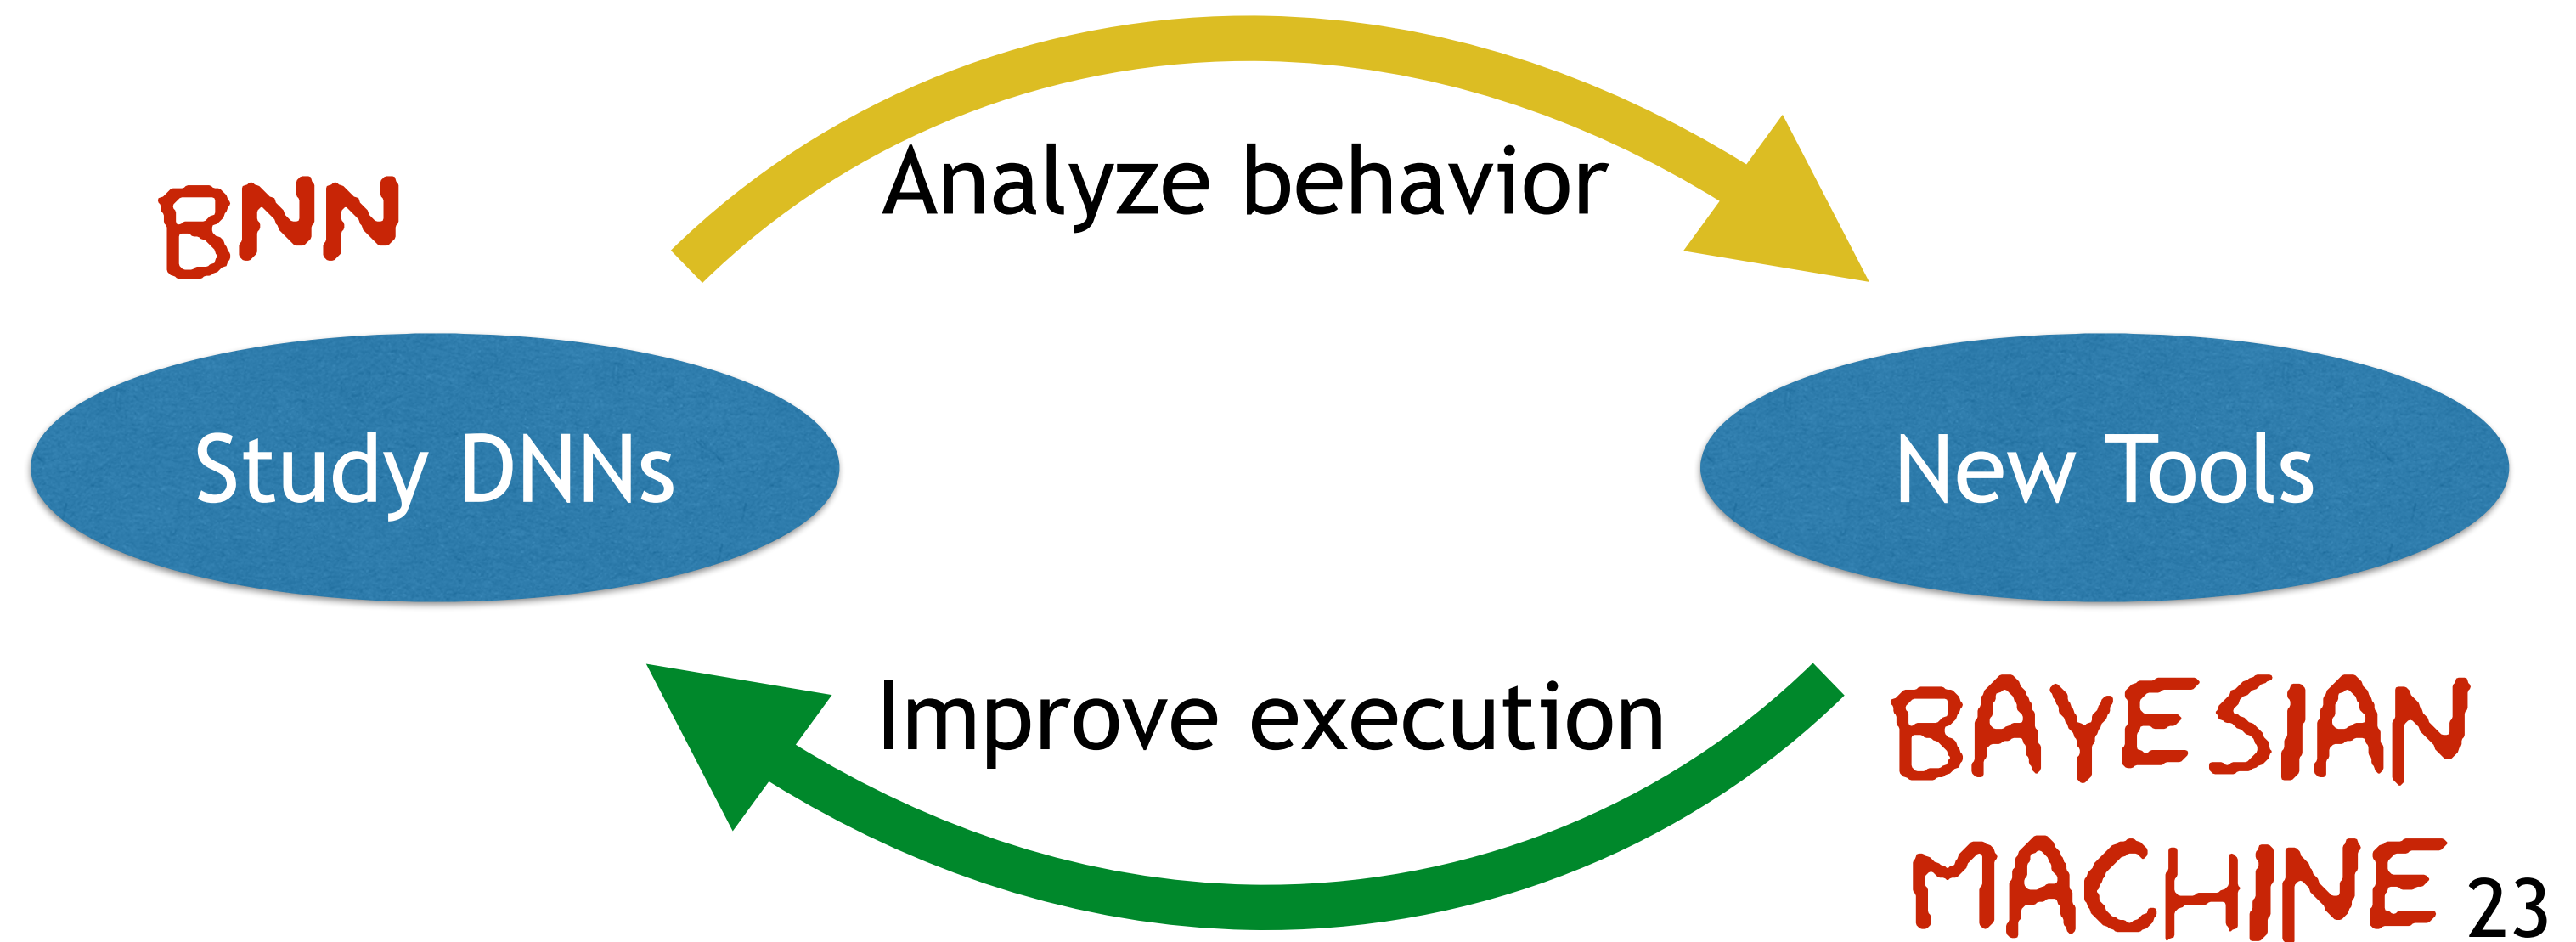 Analyze behavior
BNN
Study DNNs
New Tools
Improve execution
BAYESIAN
MACHINE
23